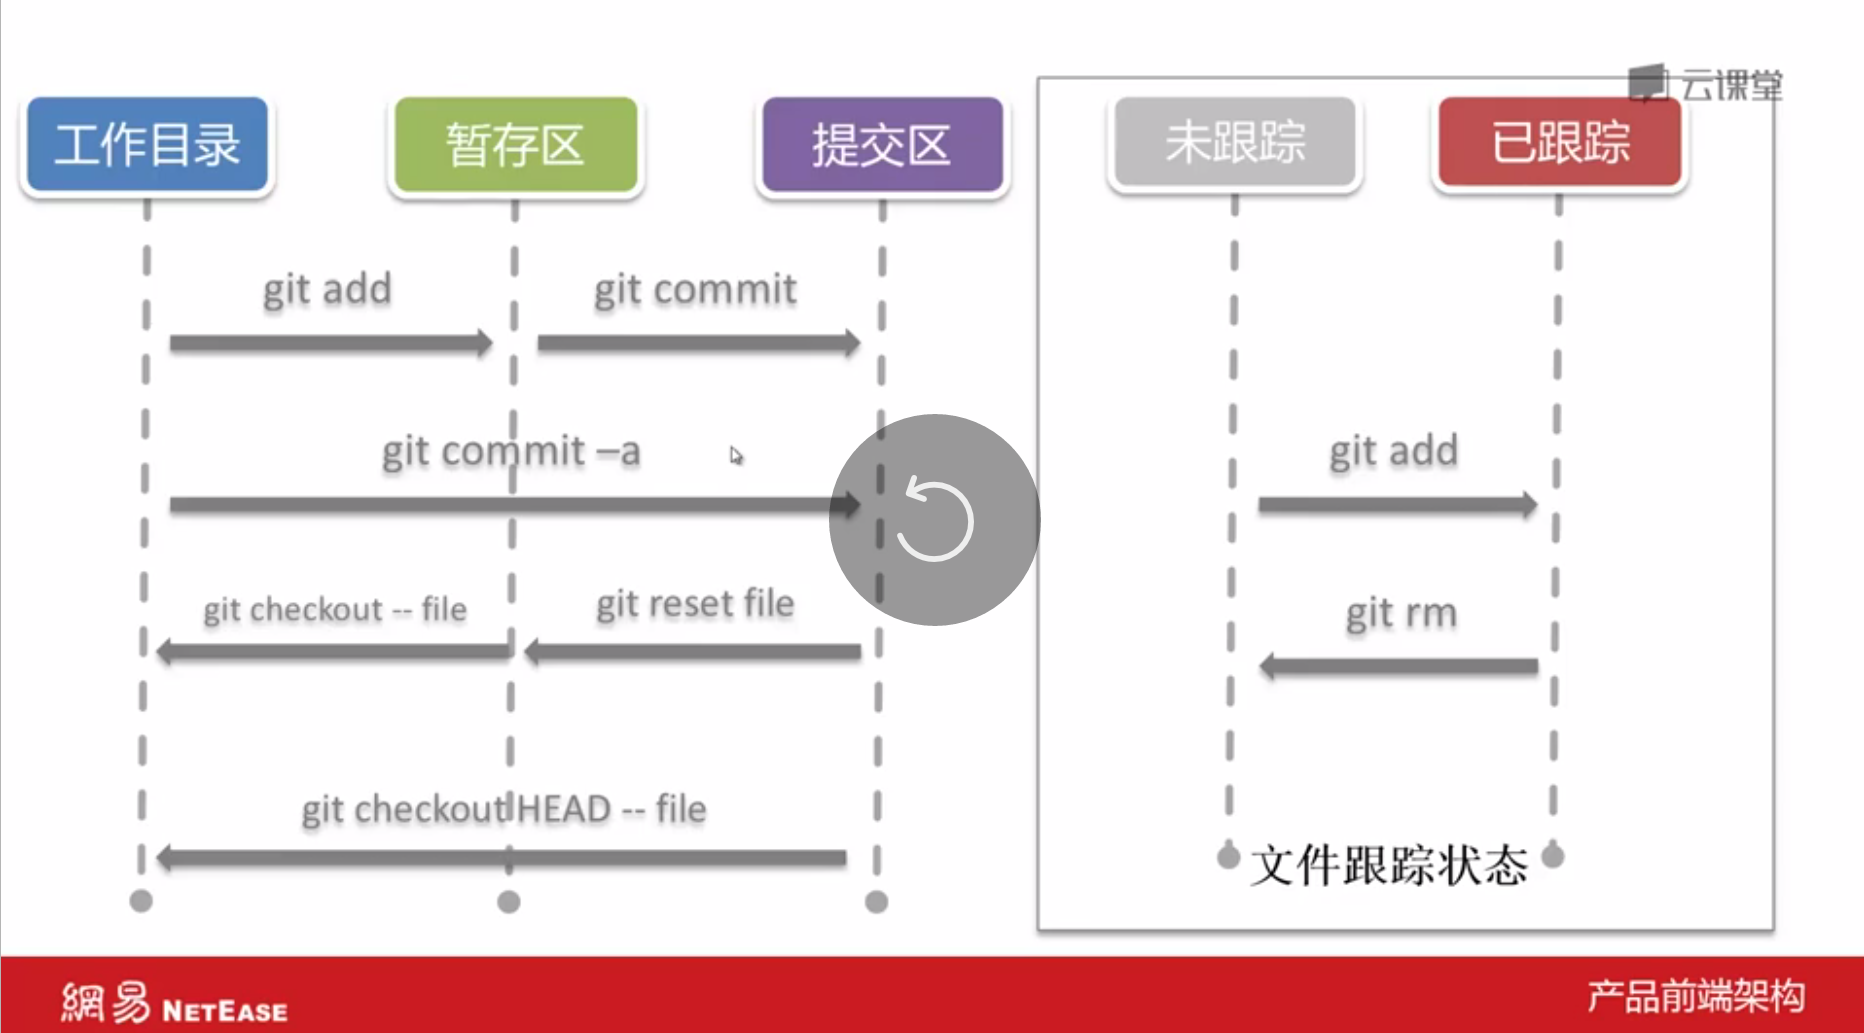 云课堂
工作目录
暂存区
提交区
未跟踪
已跟踪
git add
git commit
git commit –a
git checkout -- file
git reset file
git checkout HEAD -- file
git add
git rm
文件跟踪状态
網易 NETEASE
产品前端架构